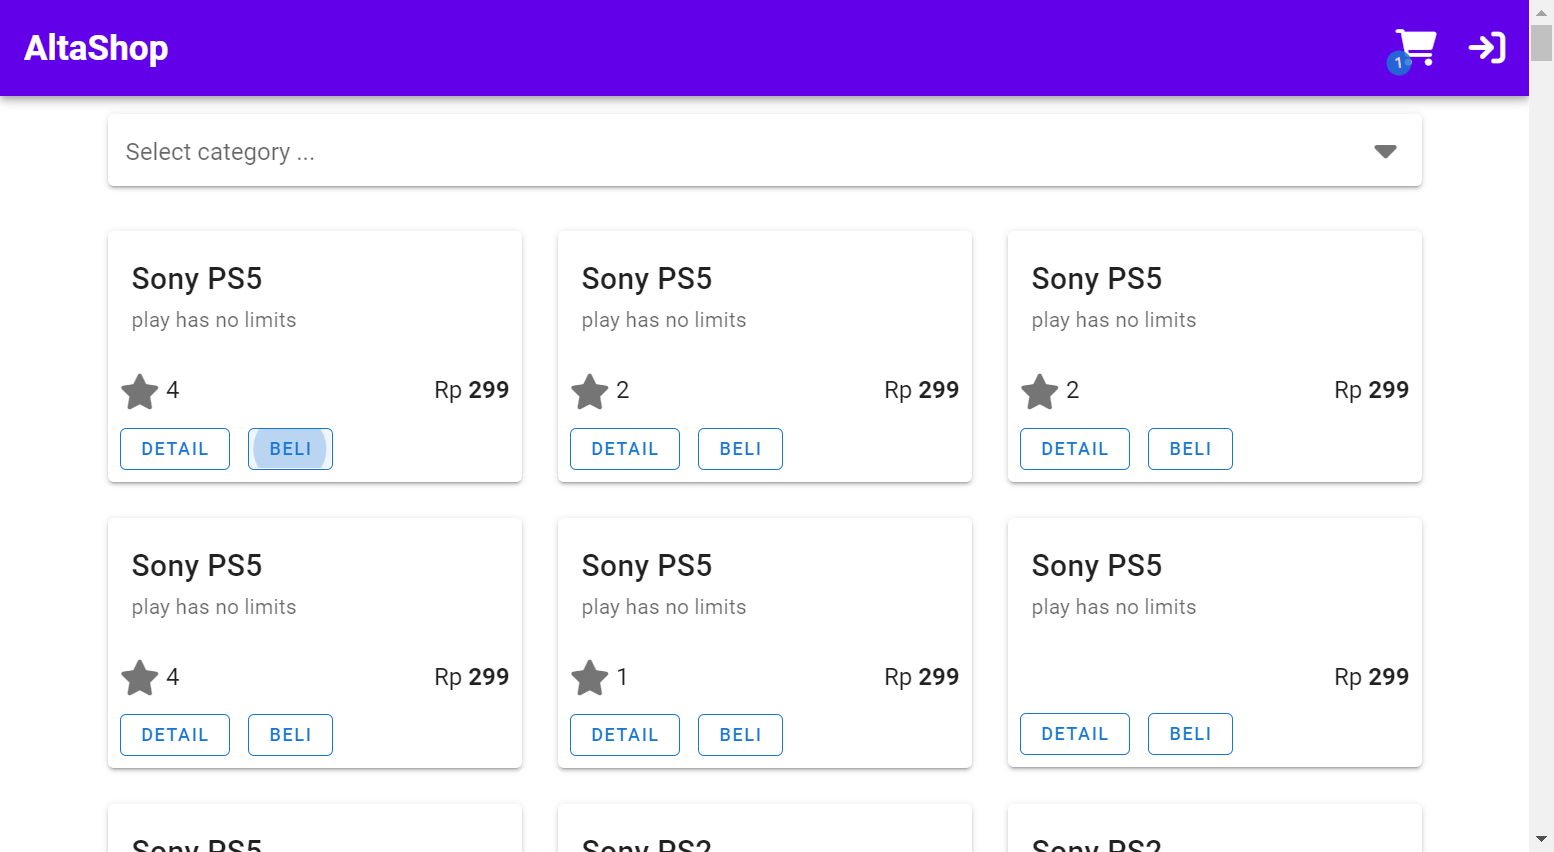 AltaShop
1
Select category ...
Sony PS5
play has no limits
4
Rp 299
DETAIL
BELI
Sony PS5
play has no limits
2
Rp 299
DETAIL
BELI
Sony PS5
play has no limits
2
Rp 299
DETAIL
BELI
Sony PS5
play has no limits
4
Rp 299
DETAIL
BELI
Sony PS5
play has no limits
1
Rp 299
DETAIL
BELI
Sony PS5
play has no limits
Rp 299
DETAIL
BELI
Sony PS5
Sony PS2
Sony PS2